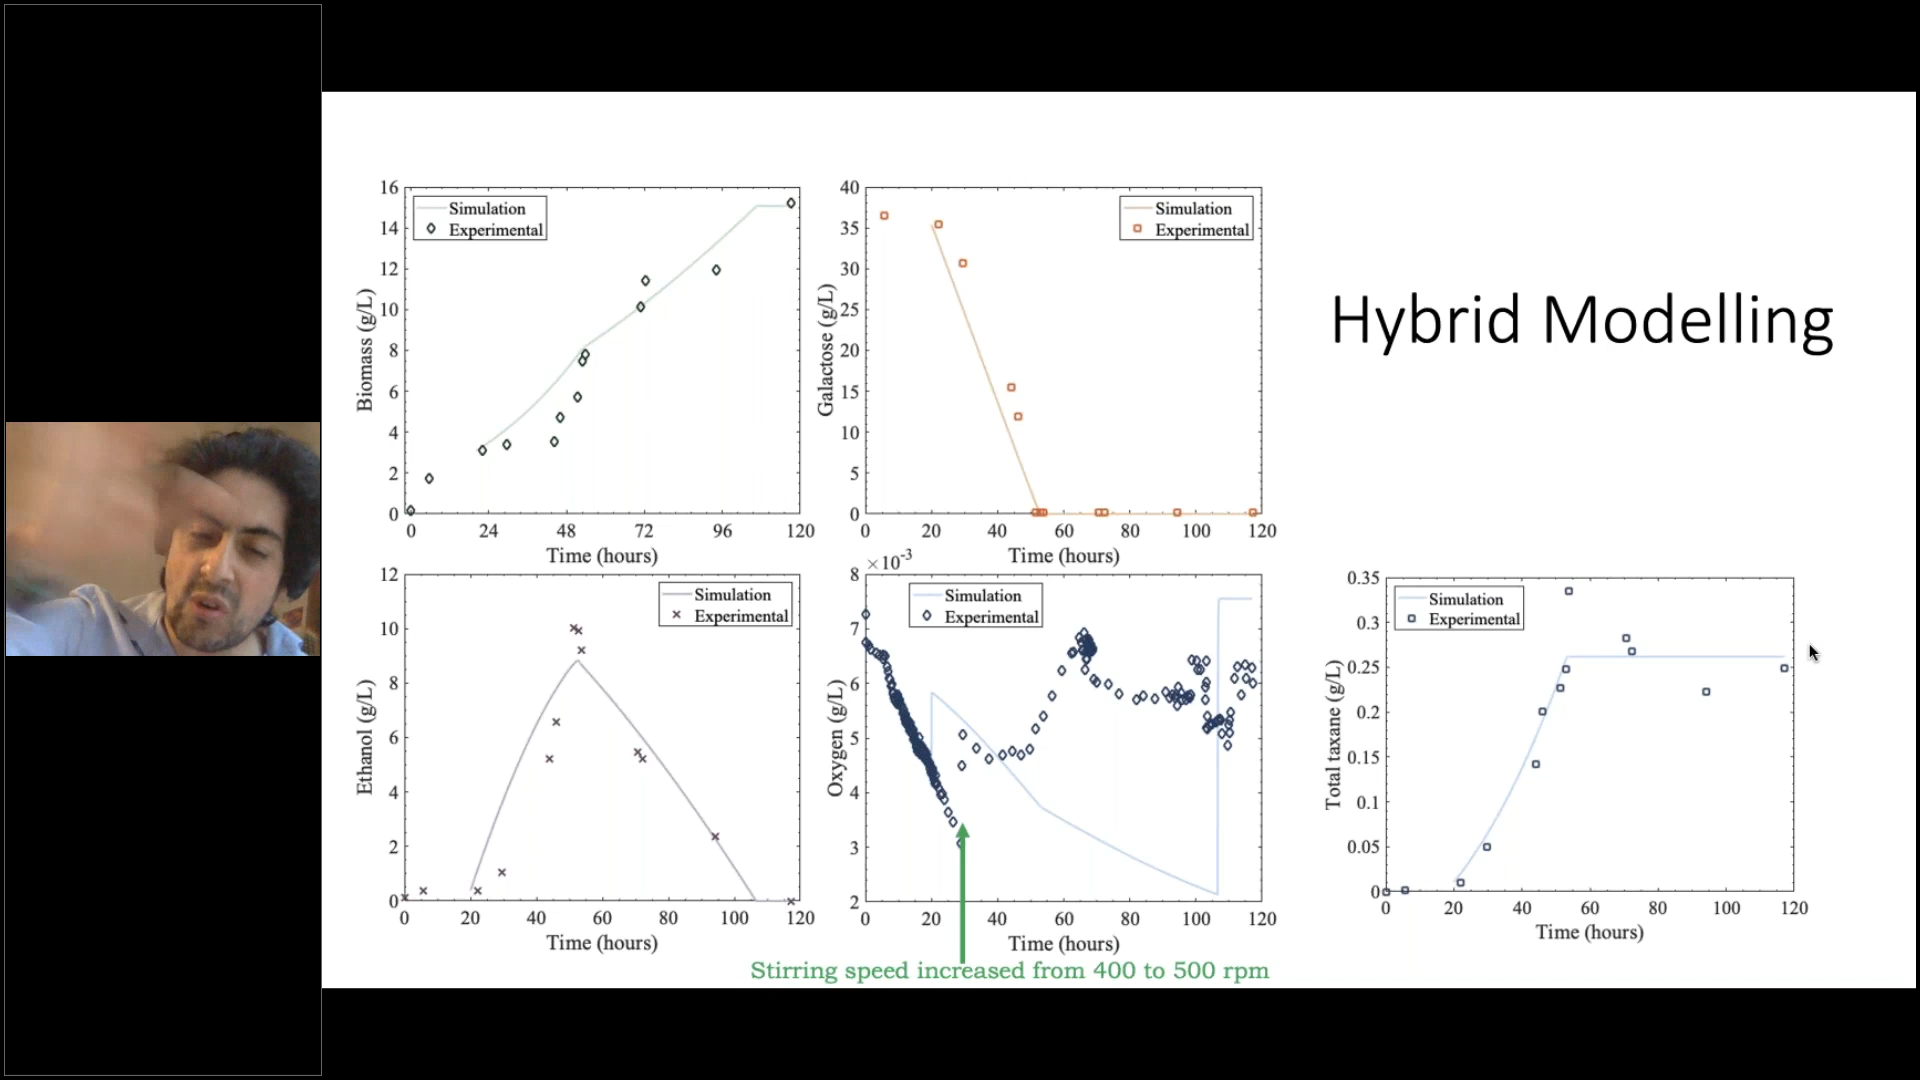 Hybrid Modelling
16
14
12
10
8
6
4
2
0
Biomass (g/L)
Simulation
Experimental
0 24 48 72 96 120
Time (hours)
40
35
30
25
20
15
10
5
0
Galactose (g/L)
Simulation
Experimental
0 20 40 60 80 100 120
Time (hours)
12
10
8
6
4
2
0
Ethanol (g/L)
Simulation
Experimental
0 20 40 60 80 100 120
Time (hours)
×10-3
8
7
6
5
4
3
2
Oxygen (g/L)
Simulation
Experimental
0 20 40 60 80 100 120
Time (hours)
Stirring speed increased from 400 to 500 rpm
0.35
0.3
0.25
0.2
0.15
0.1
0.05
0
Total taxane (g/L)
Simulation
Experimental
0 20 40 60 80 100 120
Time (hours)